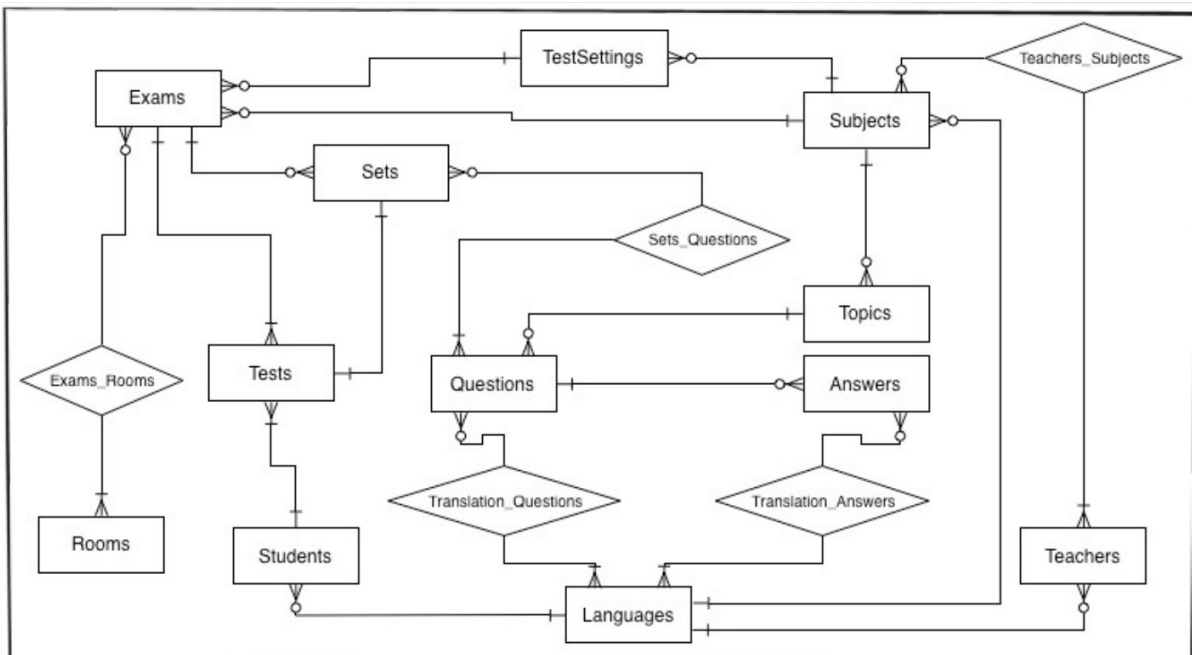 TestSettings
Teachers_Subjects
Exams
Subjects
Sets
Sets_Questions
Topics
Exams_Rooms
Tests
Questions
Answers
Translation_Questions
Translation_Answers
Rooms
Students
Teachers
Languages